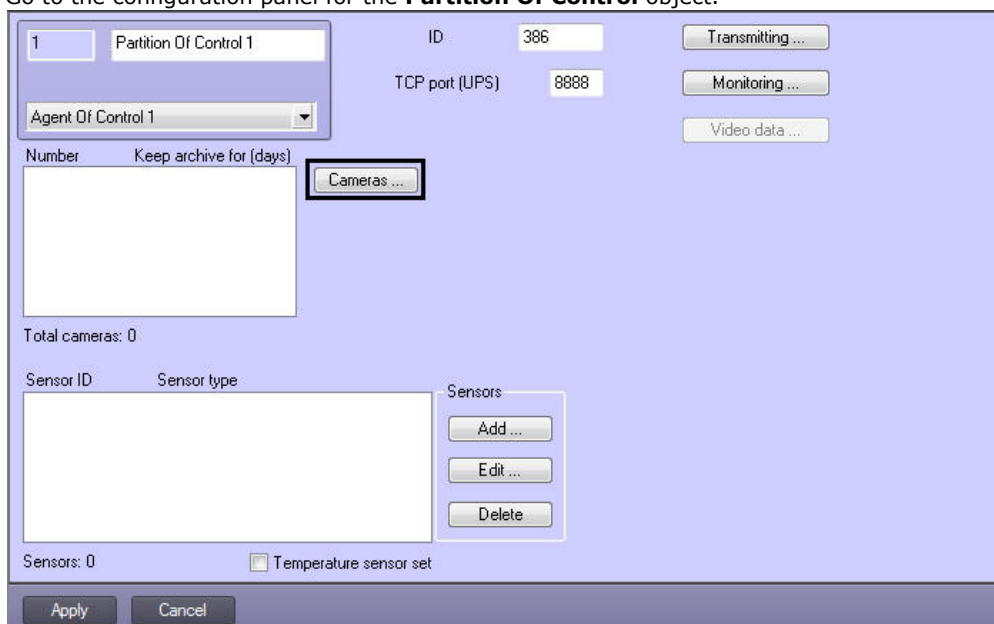 Go to the configuration panel for the Partition Of Control object.
1 Partition Of Control 1 ID 386 Transmitting ...
TCP port (UPS) 8888 Monitoring ...
Agent Of Control 1 Video data ...
Number Keep archive for (days)
Cameras ...
Total cameras: 0
Sensor ID Sensor type
Sensors
Add ...
Edit ...
Delete
Sensors: 0 Temperature sensor set
Apply Cancel